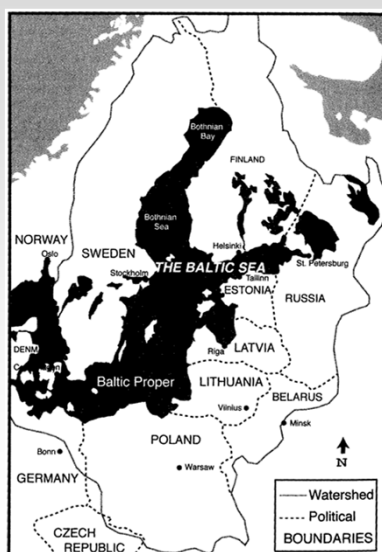 Bothnian
Bay
FINLAND
Bothnian
Sea
NORWAY
Oslo
SWEDEN
Helsinki
Stockholm
THE BALTIC SEA
St. Petersburg
Tallinn
ESTONIA
RUSSIA
DENM.
Riga
LATVIA
Baltic Proper
LITHUANIA
Vilnius
BELARUS
Minsk
POLAND
Bonn
Warsaw
N
GERMANY
Watershed
Political
BOUNDARIES
CZECH
REPUBLIC